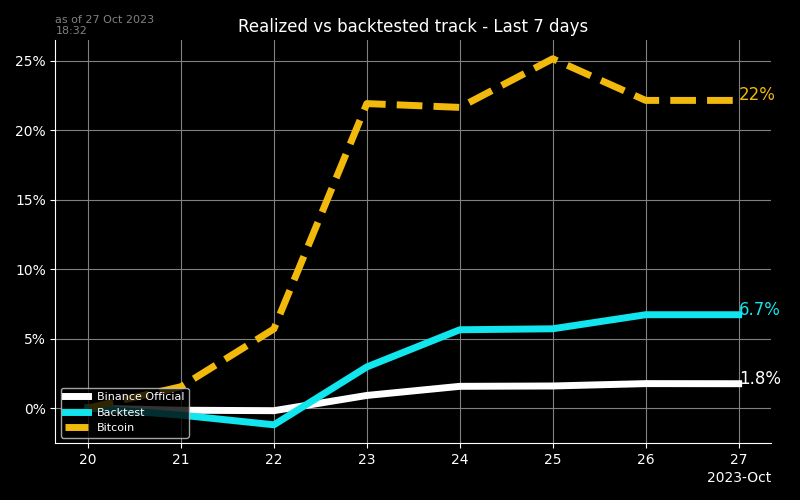 as of 27 Oct 2023
18:32
Realized vs backtested track - Last 7 days
25%
20%
15%
10%
5%
0%
22%
6.7%
1.8%
Binance Official
Backtest
Bitcoin
20 21 22 23 24 25 26 27
2023-Oct